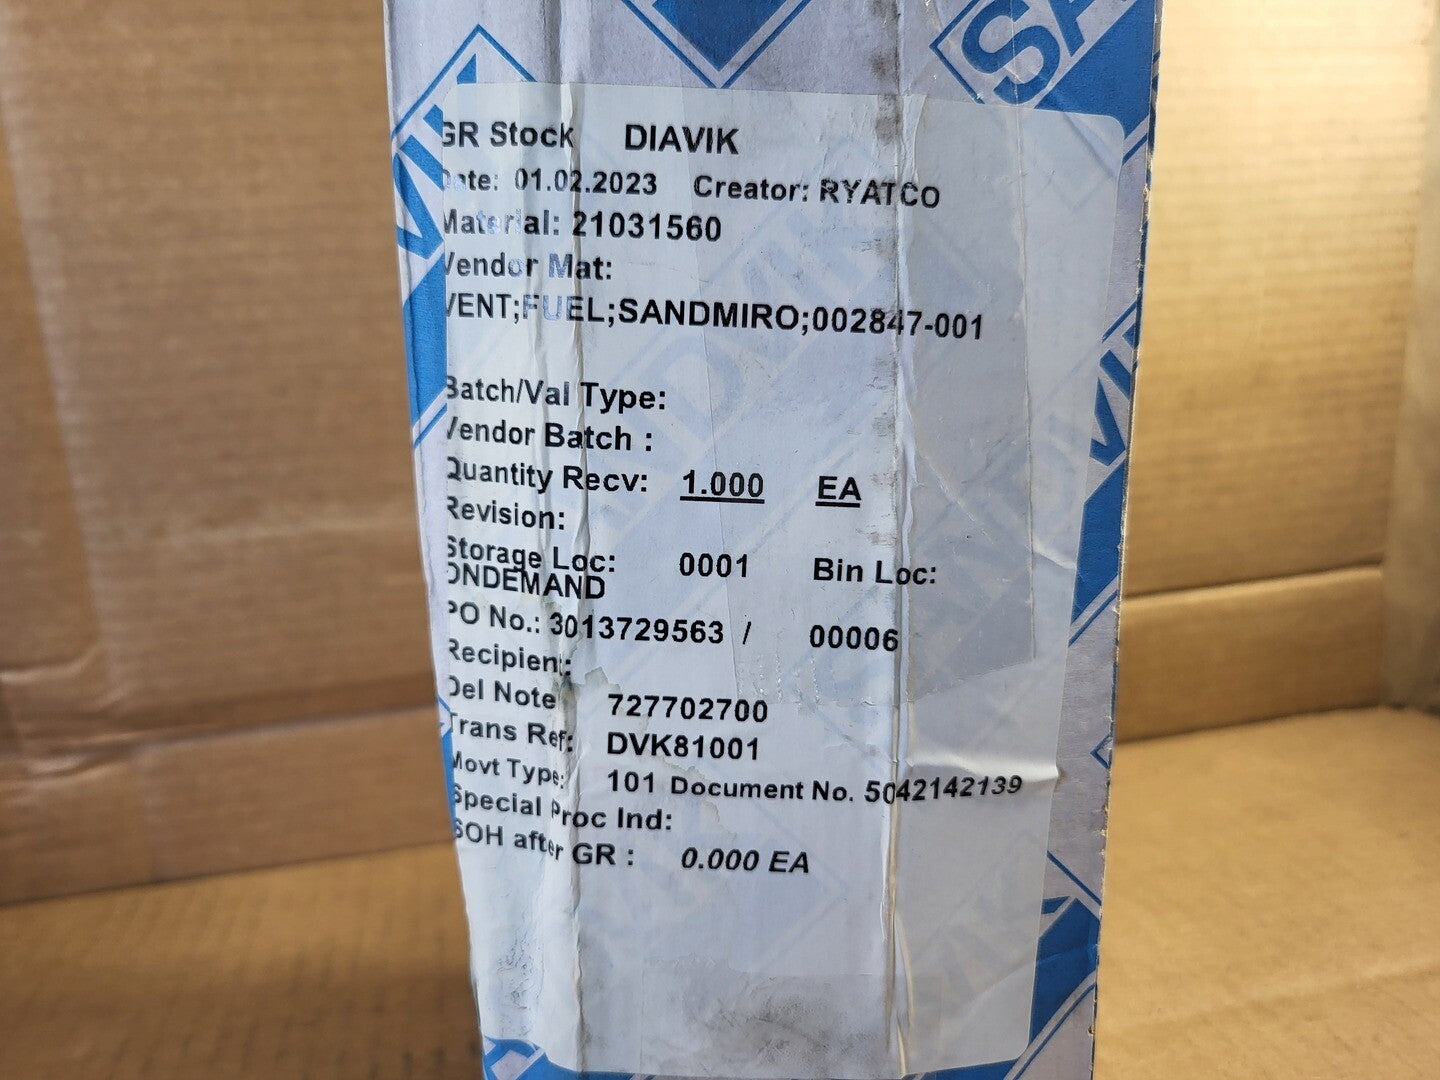 SA
GR Stock DIAVIK
Date: 01.02.2023 Creator: RYATCO
Material: 21031560
Vendor Mat:
VENT;FUEL;SANDMIRO;002847-001
Batch/Val Type:
Vendor Batch :
Quantity Recv: 1.000 EA
Revision:
Storage Loc: 0001 Bin Loc:
ONDEMAND
PO No.: 3013729563 / 00006
Recipient:
Del Note 727702700
Trans Ref: DVK81001
Movt Type: 101 Document No. 5042142139
Special Proc Ind:
SOH after GR : 0.000 EA